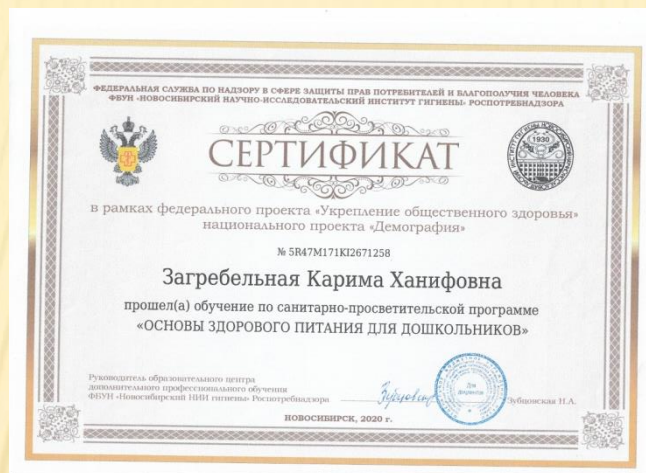 ФЕДЕРАЛЬНАЯ СЛУЖБА ПО НАДЗОРУ В СФЕРЕ ЗАЩИТЫ ПРАВ ПОТРЕБИТЕЛЕЙ И БЛАГОПОЛУЧИЯ ЧЕЛОВЕКА
ФБУН «НОВОСИБИРСКИЙ НАУЧНО-ИССЛЕДОВАТЕЛЬСКИЙ ИНСТИТУТ ГИГИЕНЫ» РОСПОТРЕБНАДЗОРА
СЕРТИФИКАТ
1930
в рамках федерального проекта «Укрепление общественного здоровья»
национального проекта «Демография»
№ 5R47M171KI2671258
Загребельная Карима Ханифовна
прошел(а) обучение по санитарно-просветительской программе
«ОСНОВЫ ЗДОРОВОГО ПИТАНИЯ ДЛЯ ДОШКОЛЬНИКОВ»
Руководитель образовательного центра
дополнительного профессионального обучения
ФБУН «Новосибирский НИИ гигиены» Роспотребнадзора
Для документов
Зубцовская Н.А.
НОВОСИБИРСК, 2020 г.